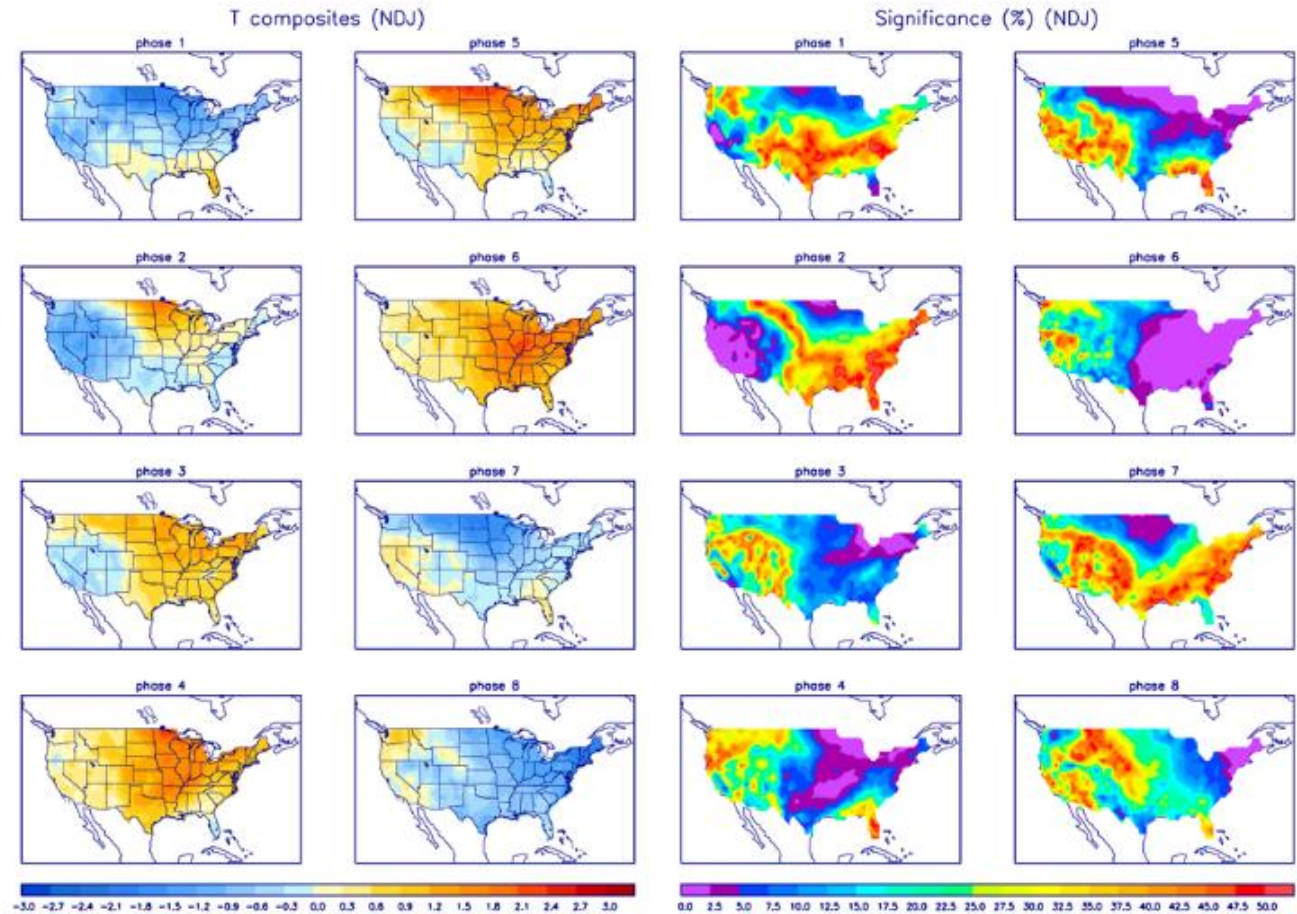 T composites (NDJ)
Significance (%) (NDJ)
phase 1
phase 5
phase 1
phase 5
phase 2
phase 6
phase 2
phase 6
phase 3
phase 7
phase 3
phase 7
phase 4
phase 8
phase 4
phase 8
-3.0 -2.7 -2.4 -2.1 -1.8 -1.5 -1.2 -0.9 -0.6 -0.3 0.0 0.3 0.6 0.9 1.2 1.5 1.8 2.1 2.4 2.7 3.0
0.0 2.5 5.0 7.5 10.0 12.5 15.0 17.5 20.0 22.5 25.0 27.5 30.0 32.5 35.0 37.5 40.0 42.5 45.0 47.5 50.0